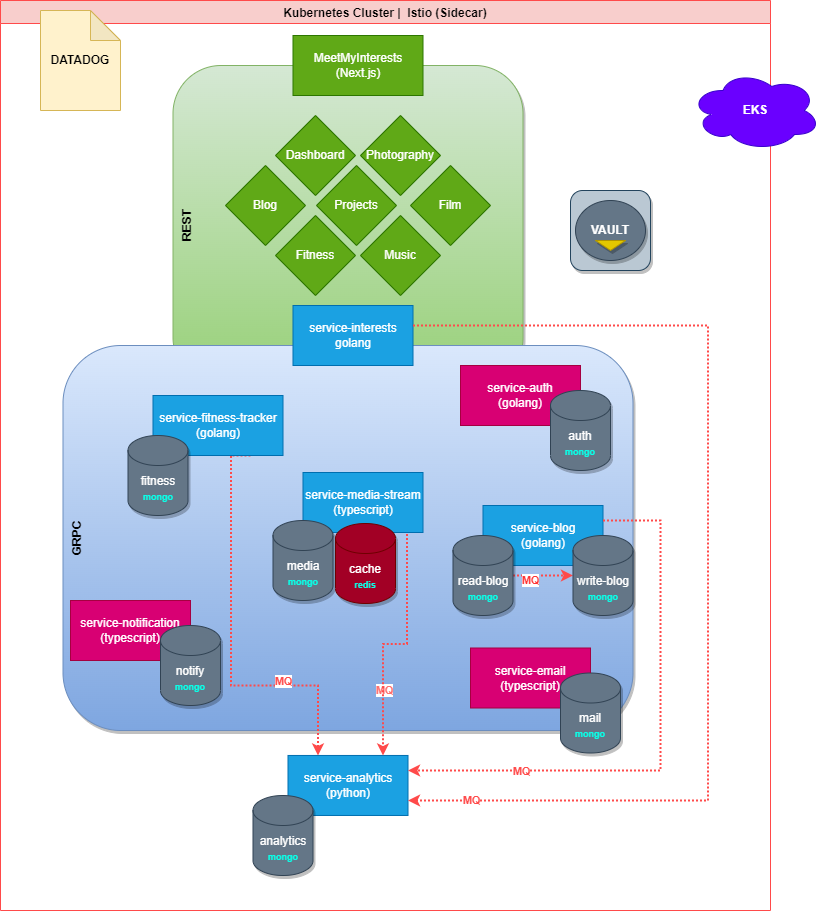 Kubernetes Cluster | Istio (Sidecar)
DATADOG
MeetMyInterests
(Next.js)
EKS
Dashboard
Photography
Blog
Projects
Film
Fitness
Music
REST
VAULT
service-interests
golang
service-auth
(golang)
auth
mongo
service-fitness-tracker
(golang)
fitness
mongo
service-media-stream
(typescript)
media
mongo
cache
redis
service-blog
(golang)
read-blog
mongo
MQ
write-blog
mongo
GRPC
service-notification
(typescript)
notify
mongo
service-email
(typescript)
mail
mongo
MQ
MQ
service-analytics
(python)
MQ
MQ
analytics
mongo